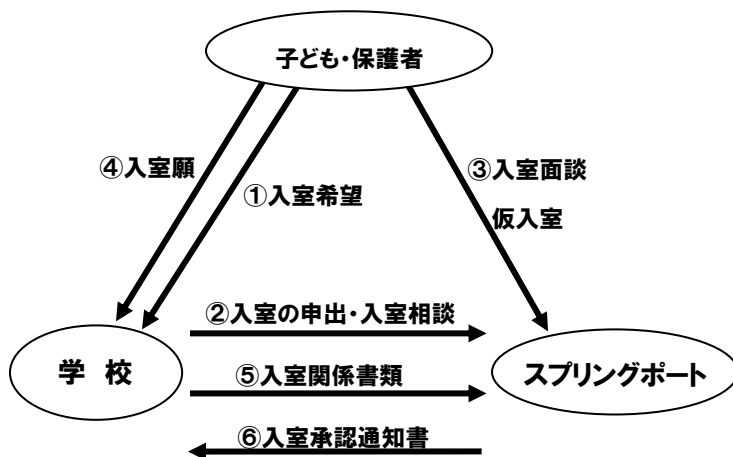 子ども・保護者
④入室願
①入室希望
③入室面談
仮入室
②入室の申出・入室相談
学 校
⑤入室関係書類
スプリングポート
⑥入室承認通知書